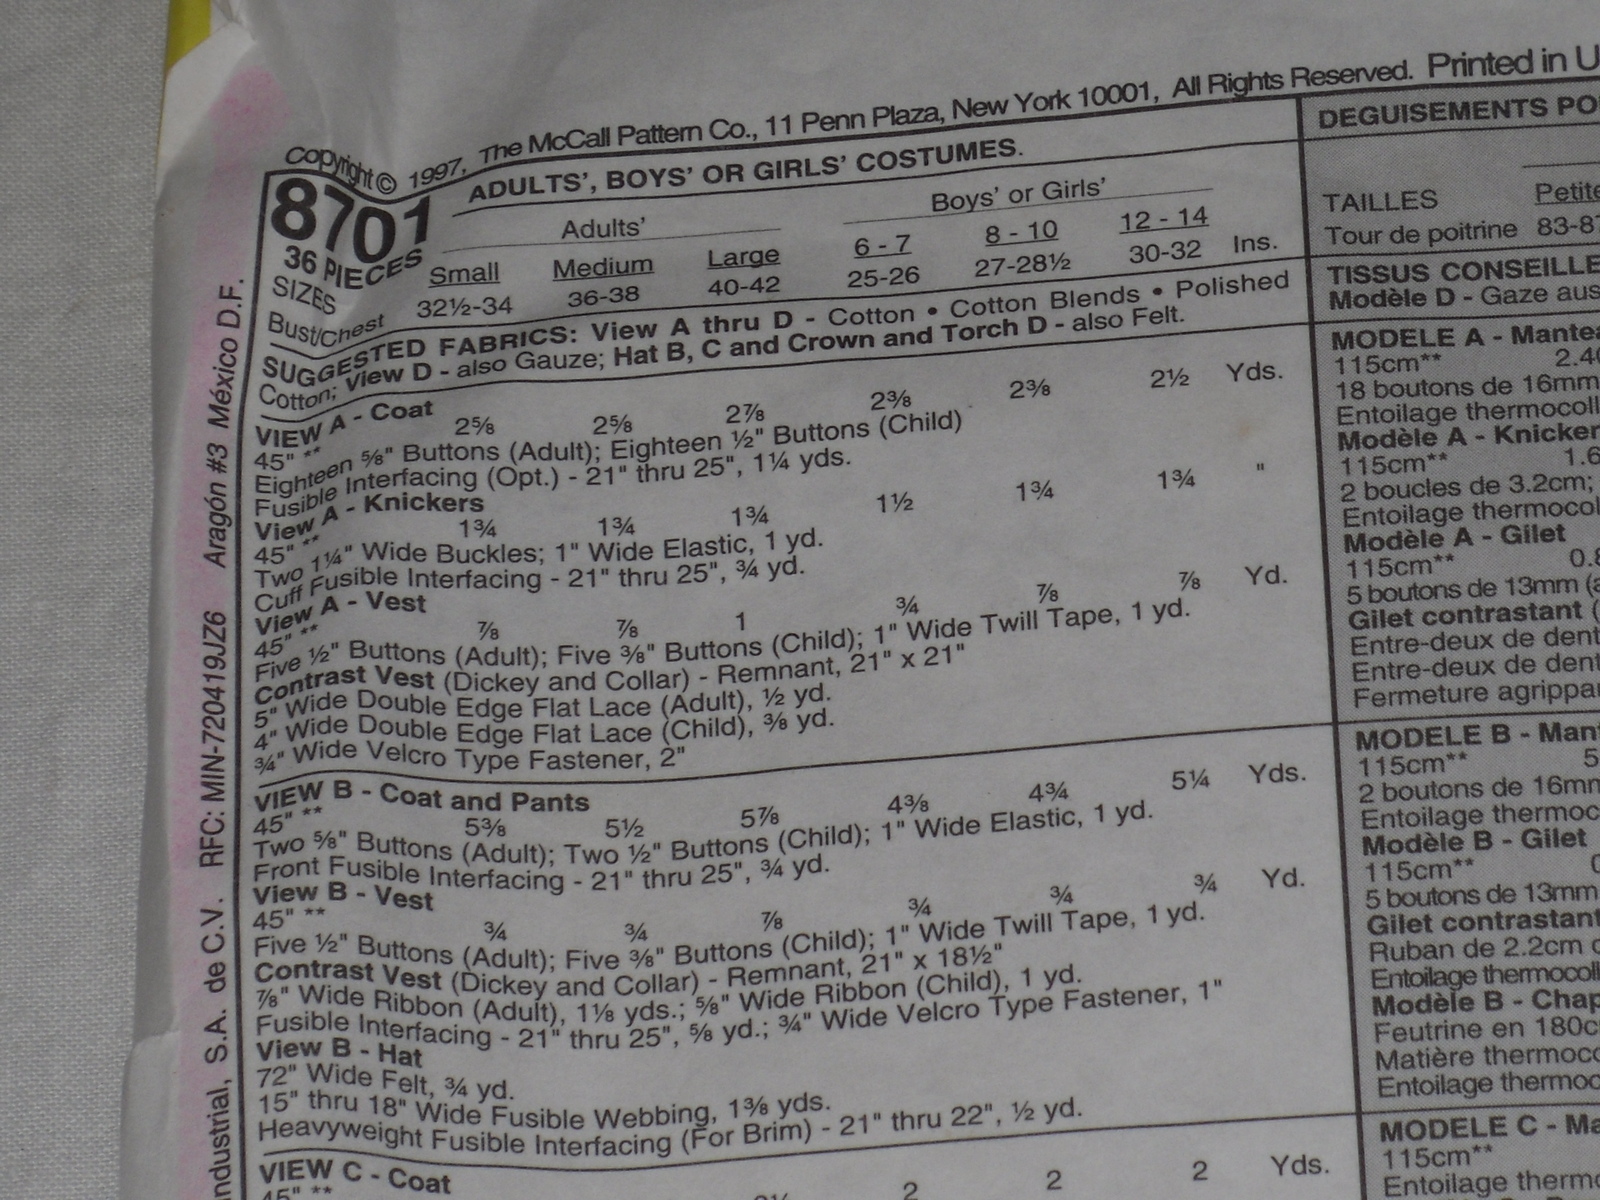 Copyright © 1997, The McCall Pattern Co., 11 Penn Plaza, New York 10001, All Rights Reserved. Printed in U
8701
36 PIECES
ADULTS', BOYS' OR GIRLS' COSTUMES.
Adults' Boys' or Girls'
SIZES Small Medium Large 6 - 7 8 - 10 12 - 14
Bust/Chest 32½-34 36-38 40-42 25-26 27-28½ 30-32 Ins.
SUGGESTED FABRICS: View A thru D - Cotton • Cotton Blends • Polished
Cotton; View D - also Gauze; Hat B, C and Crown and Torch D - also Felt.
VIEW A - Coat
45" ** 2⅝ 2⅝ 2⅞ 2⅜ 2⅜ 2½ Yds.
Eighteen ⅝" Buttons (Adult); Eighteen ½" Buttons (Child)
Fusible Interfacing (Opt.) - 21" thru 25", 1¼ yds.
View A - Knickers
45" ** 1¾ 1¾ 1¾ 1½ 1¾ 1¾ "
Two 1¼" Wide Buckles; 1" Wide Elastic, 1 yd.
Cuff Fusible Interfacing - 21" thru 25", ¾ yd.
View A - Vest
45" ** ⅞ ⅞ 1 ¾ ⅞ ⅞ Yd.
Five ½" Buttons (Adult); Five ⅜" Buttons (Child); 1" Wide Twill Tape, 1 yd.
Contrast Vest (Dickey and Collar) - Remnant, 21" x 21"
5" Wide Double Edge Flat Lace (Adult), ½ yd.
4" Wide Double Edge Flat Lace (Child), ⅜ yd.
¾" Wide Velcro Type Fastener, 2"
VIEW B - Coat and Pants
45" ** 5⅜ 5½ 5⅞ 4⅜ 4¾ 5¼ Yds.
Two ⅝" Buttons (Adult); Two ½" Buttons (Child); 1" Wide Elastic, 1 yd.
Front Fusible Interfacing - 21" thru 25", ¾ yd.
View B - Vest
45" ** ¾ ¾ ⅞ ¾ ¾ ¾ Yd.
Five ½" Buttons (Adult); Five ⅜" Buttons (Child); 1" Wide Twill Tape, 1 yd.
Contrast Vest (Dickey and Collar) - Remnant, 21" x 18½"
⅞" Wide Ribbon (Adult), 1⅛ yds.; ⅝" Wide Ribbon (Child), 1 yd.
Fusible Interfacing - 21" thru 25", ⅝ yd.; ¾" Wide Velcro Type Fastener, 1"
View B - Hat
72" Wide Felt, ¾ yd.
15" thru 18" Wide Fusible Webbing, 1⅜ yds.
Heavyweight Fusible Interfacing (For Brim) - 21" thru 22", ½ yd.
VIEW C - Coat
45" ** 2 2 2 Yds.
DEGUISEMENTS PO
Petite
TAILLES
Tour de poitrine 83-87
TISSUS CONSEILLE
Modèle D - Gaze aus
MODELE A - Mantea
115cm** 2.40
18 boutons de 16mm
Entoilage thermocoll
Modèle A - Knicker
115cm** 1.6
2 boucles de 3.2cm;
Entoilage thermocol
Modèle A - Gilet
115cm** 0.8
5 boutons de 13mm (a
Gilet contrastant (
Entre-deux de dent
Entre-deux de dent
Fermeture agrippa
MODELE B - Mant
115cm** 5
2 boutons de 16mm
Entoilage thermoc
Modèle B - Gilet
115cm** 0
5 boutons de 13mm
Gilet contrastant
Ruban de 2.2cm
Entoilage thermocoll
Modèle B - Chap
Feutrine en 180c
Matière thermoco
Entoilage thermoc
MODELE C - Ma
115cm**
Entoilage therm
ndustrial, S.A. de C.V. RFC: MIN-720419JZ6 Aragón #3 México D.F.